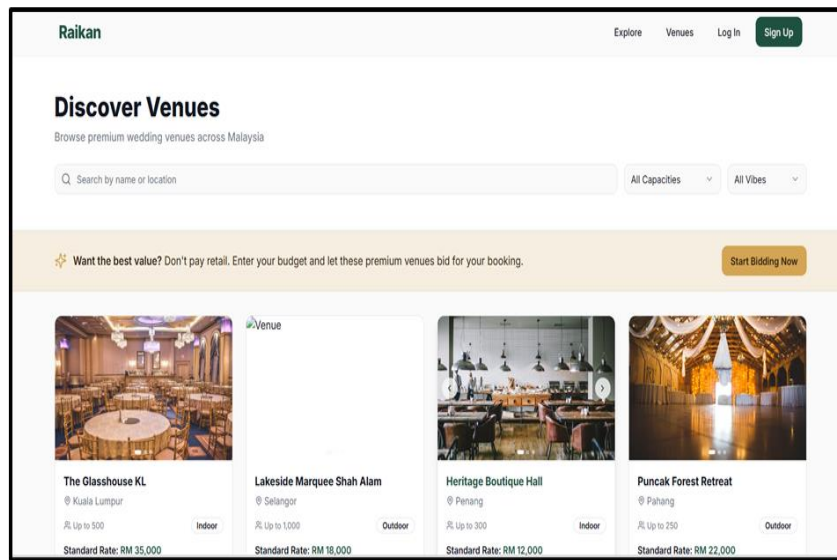 Raikan
Explore Venues Log In Sign Up
Discover Venues
Browse premium wedding venues across Malaysia
Search by name or location
All Capacities
All Vibes
Want the best value? Don't pay retail. Enter your budget and let these premium venues bid for your booking.
Start Bidding Now
Venue
The Glasshouse KL
Kuala Lumpur
Up to 500
Indoor
Standard Rate: RM 35,000
Lakeside Marquee Shah Alam
Selangor
Up to 1,000
Outdoor
Standard Rate: RM 18,000
Heritage Boutique Hall
Penang
Up to 300
Indoor
Standard Rate: RM 12,000
Puncak Forest Retreat
Pahang
Up to 250
Outdoor
Standard Rate: RM 22,000